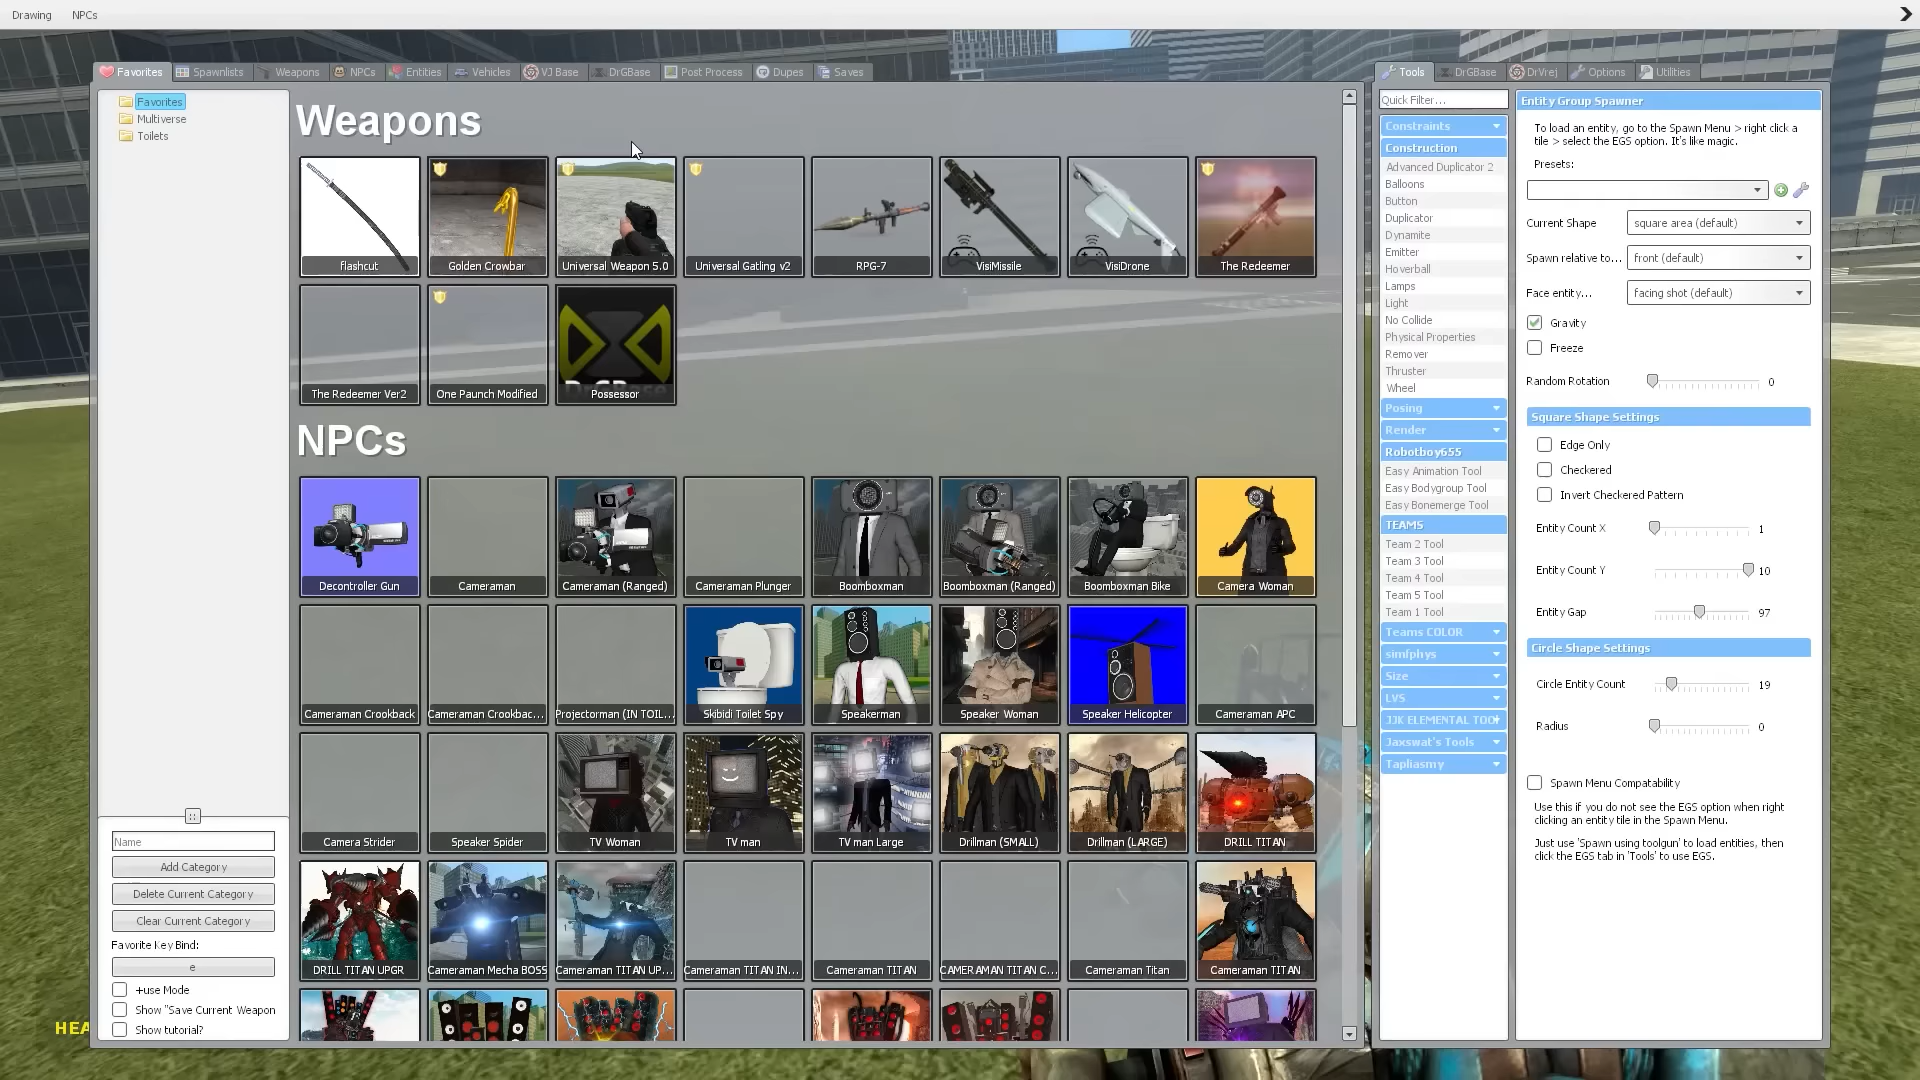 Drawing NPCs
Favorites Spawnlists Weapons NPCs Entities Vehicles VJ Base DrGBase Post Process Dupes Saves
Favorites
Multiverse
Toilets
Weapons
flashcut Golden Crowbar Universal Weapon 5.0 Universal Gatling v2 RPG-7 VisiMissile VisiDrone The Redeemer
The Redeemer Ver2 One Paunch Modified Possessor
NPCs
Decontroller Gun Cameraman Cameraman (Ranged) Cameraman Plunger Boomboxman Boomboxman (Ranged) Boomboxman Bike Camera Woman
Cameraman Crookback Cameraman Crookbac... Projectorman (IN TOIL... Skibidi Toilet Spy Speakerman Speaker Woman Speaker Helicopter Cameraman APC
Camera Strider Speaker Spider TV Woman TV man TV man Large Drillman (SMALL) Drillman (LARGE) DRILL TITAN
DRILL TITAN UPGR Cameraman Mecha BOSS Cameraman TITAN UP... Cameraman TITAN IN... Cameraman TITAN CAMERAMAN TITAN C... Cameraman Titan Cameraman TITAN
Name
Add Category
Delete Current Category
Clear Current Category
Favorite Key Bind:
e
+use Mode
Show "Save Current Weapon
Show tutorial?
HEA
Tools DrGBase DrVrej Options Utilities
Quick Filter...
Constraints
Construction
Advanced Duplicator 2
Balloons
Button
Duplicator
Dynamite
Emitter
Hoverball
Lamps
Light
No Collide
Physical Properties
Remover
Thruster
Wheel
Posing
Render
Robotboy655
Easy Animation Tool
Easy Bodygroup Tool
Easy Bonemerge Tool
TEAMS
Team 2 Tool
Team 3 Tool
Team 4 Tool
Team 5 Tool
Team 1 Tool
Teams COLOR
simfphys
Size
LVS
JJK ELEMENTAL TOO
Jaxswat's Tools
Tapliasmy
Entity Group Spawner
To load an entity, go to the Spawn Menu > right click a
tile > select the EGS option. It's like magic.
Presets:
Current Shape square area (default)
Spawn relative to... front (default)
Face entity... facing shot (default)
Gravity
Freeze
Random Rotation 0
Square Shape Settings
Edge Only
Checkered
Invert Checkered Pattern
Entity Count X 1
Entity Count Y 10
Entity Gap 97
Circle Shape Settings
Circle Entity Count 19
Radius 0
Spawn Menu Compatability
Use this if you do not see the EGS option when right
clicking an entity tile in the Spawn Menu.
Just use 'Spawn using toolgun' to load entities, then
click the EGS tab in 'Tools' to use EGS.